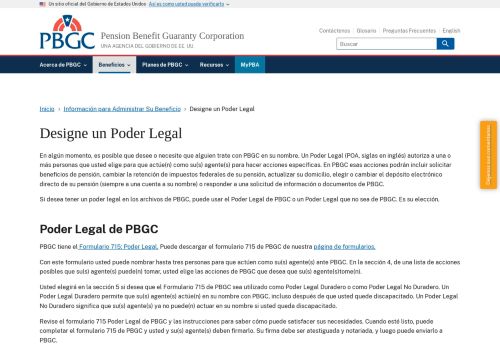 Un sitio oficial del Gobierno de Estados Unidos Así es como usted puede verificarlo
PBGC
Pension Benefit Guaranty Corporation
UNA AGENCIA DEL GOBIERNO DE EE. UU
Contáctenos Glosario Preguntas Frecuentes English
Buscar
Acerca de PBGC Beneficios Planes de PBGC Recursos MyPBA
Inicio › Información para Administrar Su Beneficio › Designe un Poder Legal
Designe un Poder Legal
En algún momento, es posible que desee o necesite que alguien trate con PBGC en su nombre. Un Poder Legal (POA, siglas en inglés) autoriza a una o
más personas que usted elige para que actúe(n) como su(s) agente(s) para hacer acciones específicas. En PBGC esas acciones podrán incluir solicitar
beneficios de pensión, cambiar la retención de impuestos federales de su pensión, actualizar su domicilio, elegir o cambiar el depósito electrónico
directo de su pensión (siempre a una cuenta a su nombre) o responder a una solicitud de información o documentos de PBGC.
Si desea tener un poder legal en los archivos de PBGC, puede usar el Poder Legal de PBGC o un Poder Legal que no sea de PBGC. Es su elección.
Poder Legal de PBGC
PBGC tiene el Formulario 715; Poder Legal. Puede descargar el formulario 715 de PBGC de nuestra página de formularios.
Con este formulario usted puede nombrar hasta tres personas para que actúen como su(s) agente(s) ante PBGC. En la sección 4, de una lista de acciones
posibles que su(s) agente(s) puede(n) tomar, usted elige las acciones de PBGC que desea que su(s) agente(s)tome(n).
Usted elegirá en la sección 5 si desea que el Formulario 715 de PBGC sea utilizado como Poder Legal Duradero o como Poder Legal No Duradero. Un
Poder Legal Duradero permite que su(s) agente(s) actúe(n) en su nombre con PBGC, incluso después de que usted quede discapacitado. Un Poder Legal
No Duradero significa que su(s) agente(s) ya no puede(n) actuar en su nombre si usted queda discapacitado.
Revise el formulario 715 de PBGC y las instrucciones para saber cómo puede satisfacer sus necesidades. Cuando esté listo, puede
completar el formulario 715 de PBGC y usted y su(s) agente(s) deben firmarlo. Su firma debe ser atestiguada y notariada, y luego puede enviarlo a
PBGC.